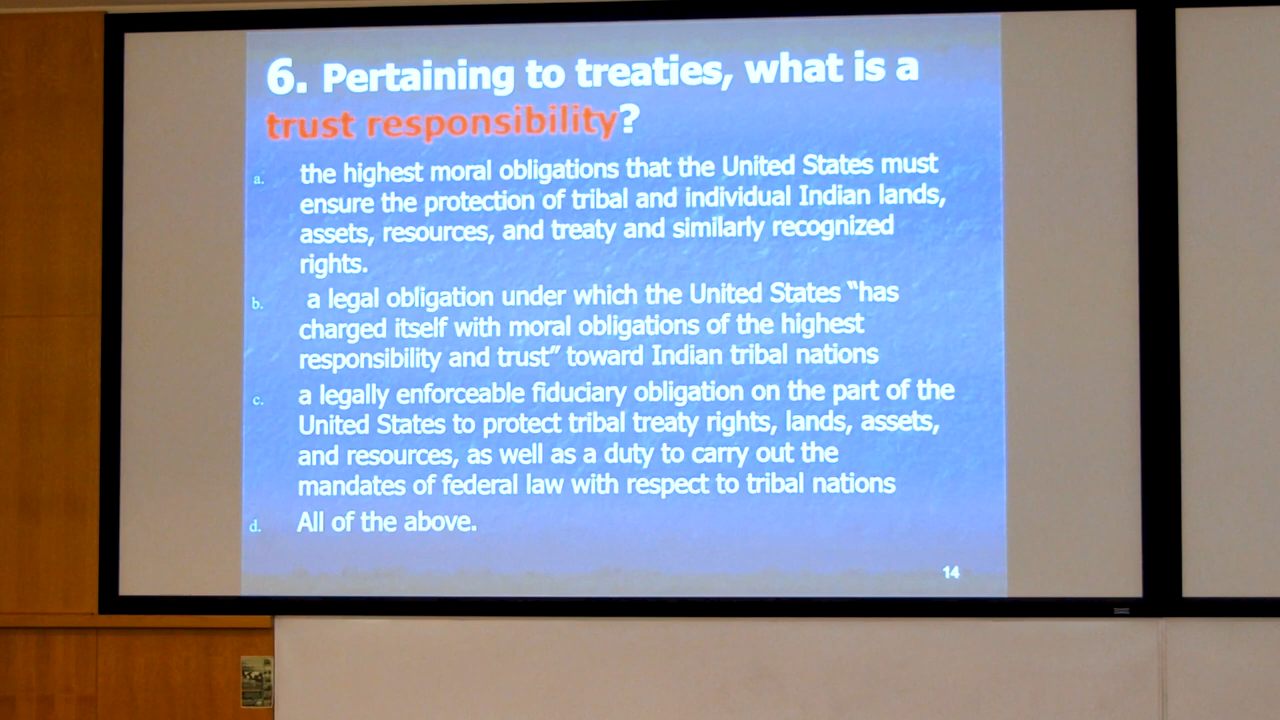 6. Pertaining to treaties, what is a
trust responsibility?
a. the highest moral obligations that the United States must
ensure the protection of tribal and individual Indian lands,
assets, resources, and treaty and similarly recognized
rights.
b. a legal obligation under which the United States “has
charged itself with moral obligations of the highest
responsibility and trust” toward Indian tribal nations
c. a legally enforceable fiduciary obligation on the part of the
United States to protect tribal treaty rights, lands, assets,
and resources, as well as a duty to carry out the
mandates of federal law with respect to tribal nations
d. All of the above.
14